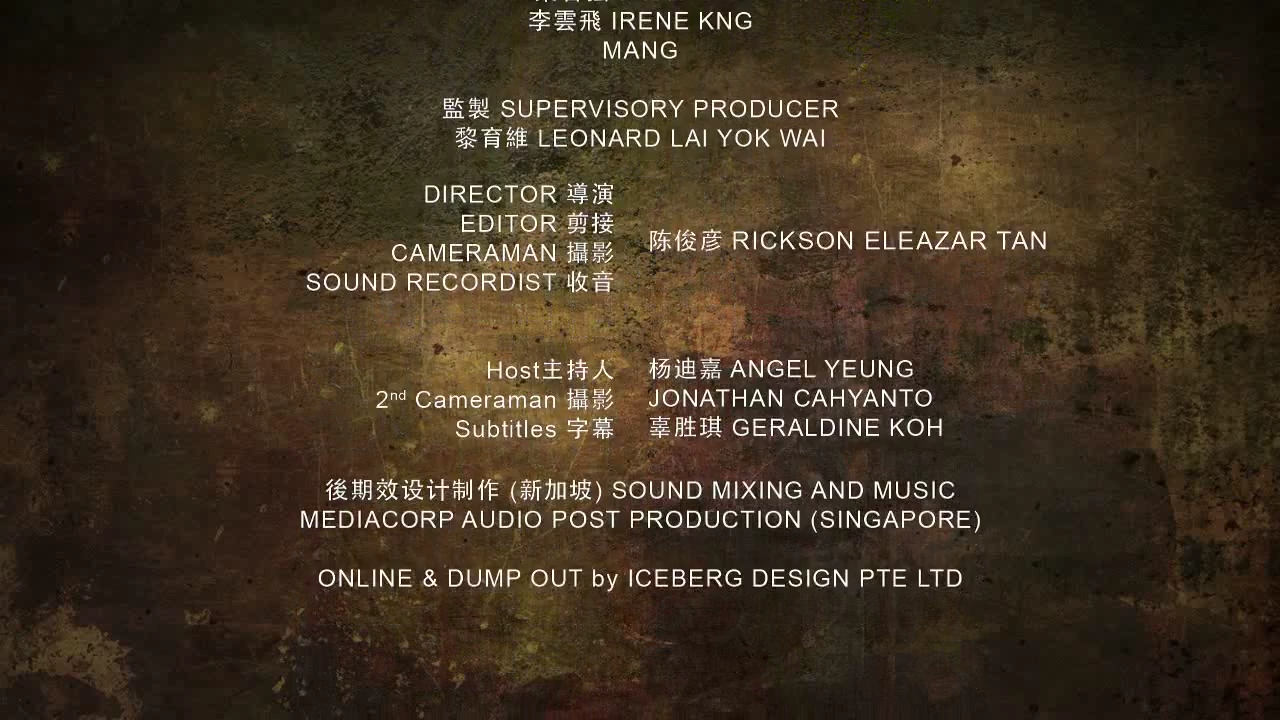 李雲飛 IRENE KNG
MANG
監製 SUPERVISORY PRODUCER
黎育維 LEONARD LAI YOK WAI
DIRECTOR 導演
EDITOR 剪接
CAMERAMAN 攝影
SOUND RECORDIST 收音
陈俊彦 RICKSON ELEAZAR TAN
Host主持人 杨迪嘉 ANGEL YEUNG
2nd Cameraman 攝影 JONATHAN CAHYANTO
Subtitles 字幕 辜胜琪 GERALDINE KOH
後期效设计制作 (新加坡) SOUND MIXING AND MUSIC
MEDIACORP AUDIO POST PRODUCTION (SINGAPORE)
ONLINE & DUMP OUT by ICEBERG DESIGN PTE LTD